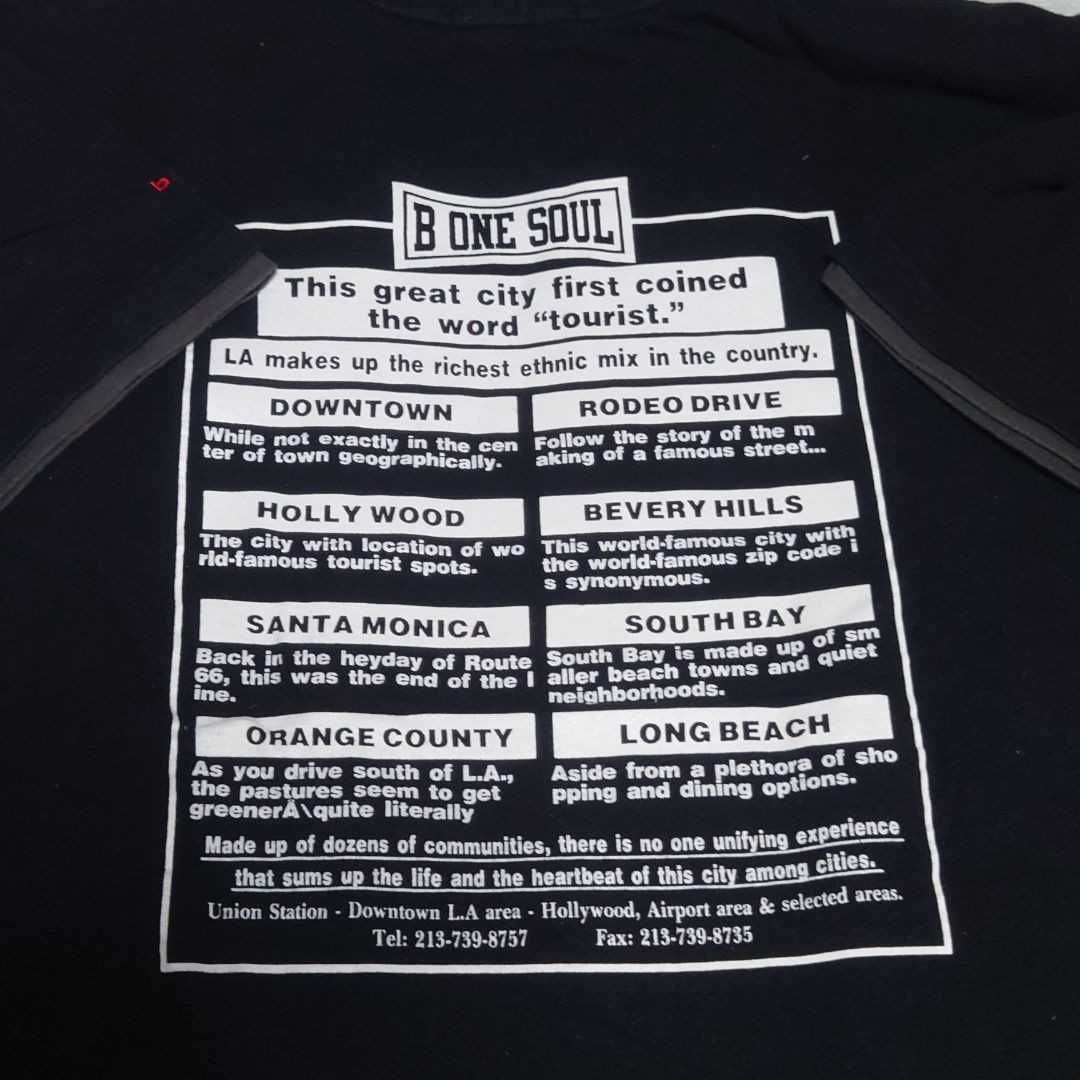 B ONE SOUL
This great city first coined
the word “tourist.”
LA makes up the richest ethnic mix in the country.
DOWNTOWN
While not exactly in the cen
ter of town geographically.
RODEO DRIVE
Follow the story of the m
aking of a famous street...
HOLLY WOOD
The city with location of wo
rld-famous tourist spots.
BEVERY HILLS
This world-famous city with
the world-famous zip code i
s synonymous.
SANTA MONICA
Back in the heyday of Route
66, this was the end of the l
ine.
SOUTH BAY
South Bay is made up of sm
aller beach towns and quiet
neighborhoods.
ORANGE COUNTY
As you drive south of L.A.,
the pastures seem to get
greenerÄ\quite literally
LONG BEACH
Aside from a plethora of sho
pping and dining options.
Made up of dozens of communities, there is no one unifying experience
that sums up the life and the heartbeat of this city among cities.
Union Station - Downtown L.A area - Hollywood, Airport area & selected areas.
Tel: 213-739-8757 Fax: 213-739-8735